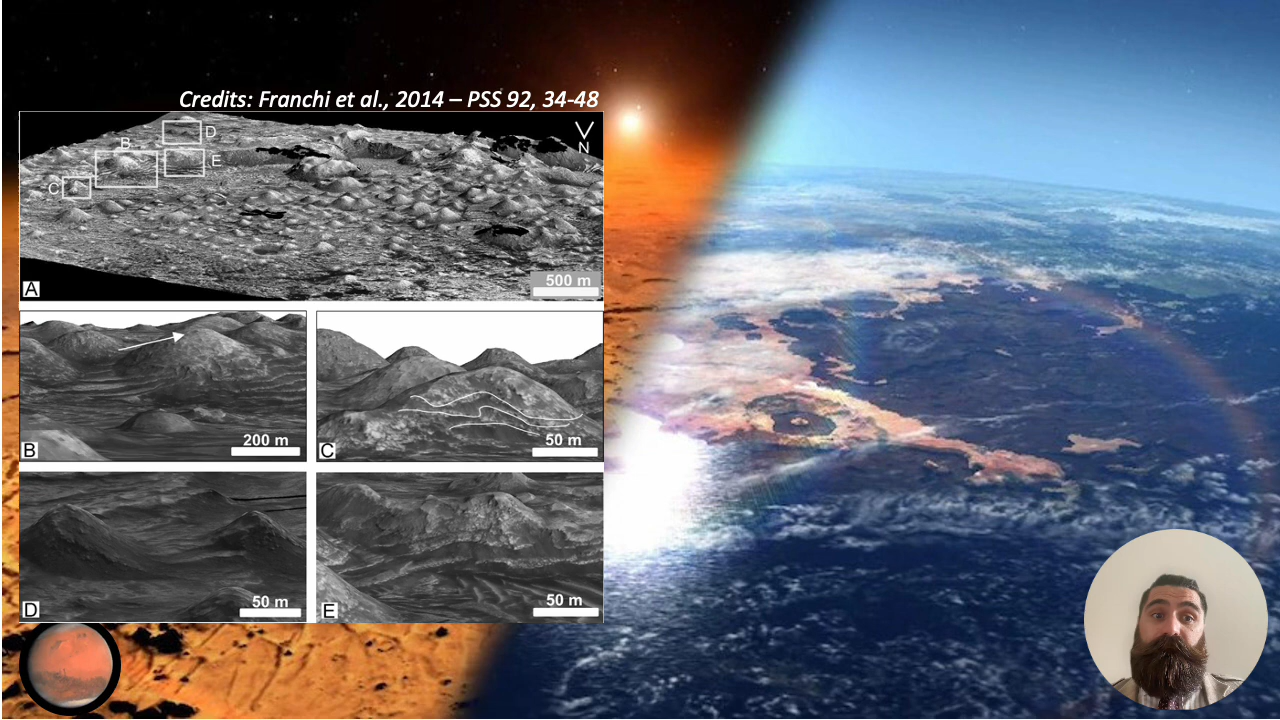 Credits: Franchi et al., 2014 – PSS 92, 34-48
D
B
E
C
N
500 m
A
200 m
B
50 m
C
50 m
D
50 m
E